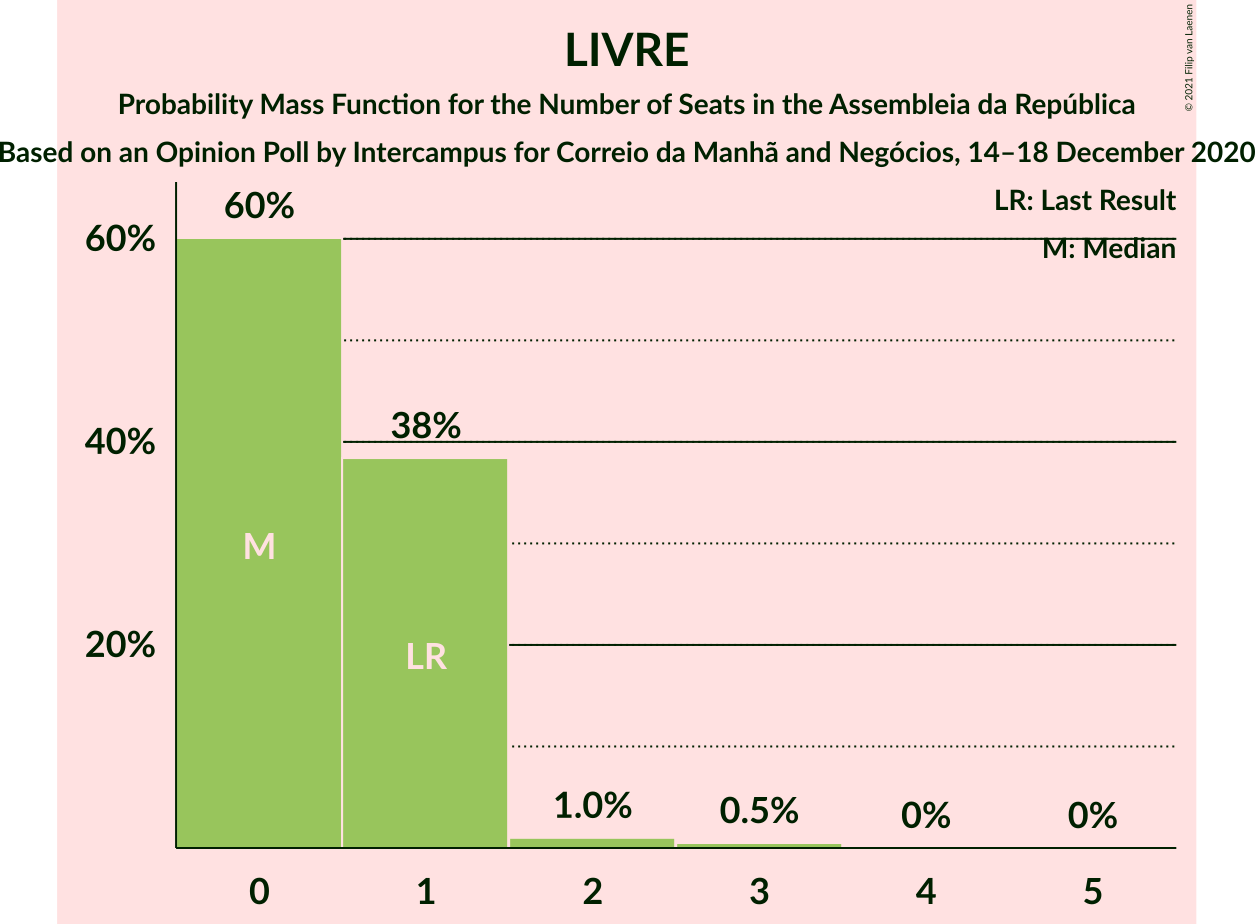 LIVRE
Probability Mass Function for the Number of Seats in the Assembleia da República
Based on an Opinion Poll by Intercampus for Correio da Manhã and Negócios, 14–18 December 2020
© 2021 Filip van Laenen
LR: Last Result
M: Median
60%
40%
20%
60%
38%
1.0%
0.5%
0%
0%
M
LR
0
1
2
3
4
5